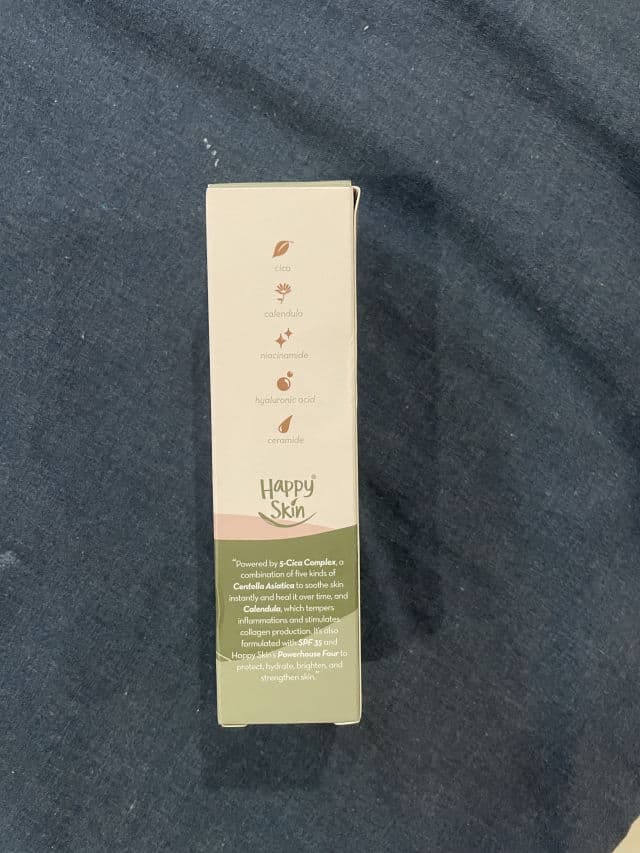 cica
calendula
niacinamide
hyaluronic acid
ceramide
Happy®
Skin
"Powered by 5-Cica Complex, a
combination of five kinds of
Centella Asiatica to soothe skin
instantly and heal it over time, and
Calendula, which tempers
inflammations and stimulates
collagen production. It's also
formulated with SPF 35 and
Happy Skin's Powerhouse Four to
protect, hydrate, brighten, and
strengthen skin."